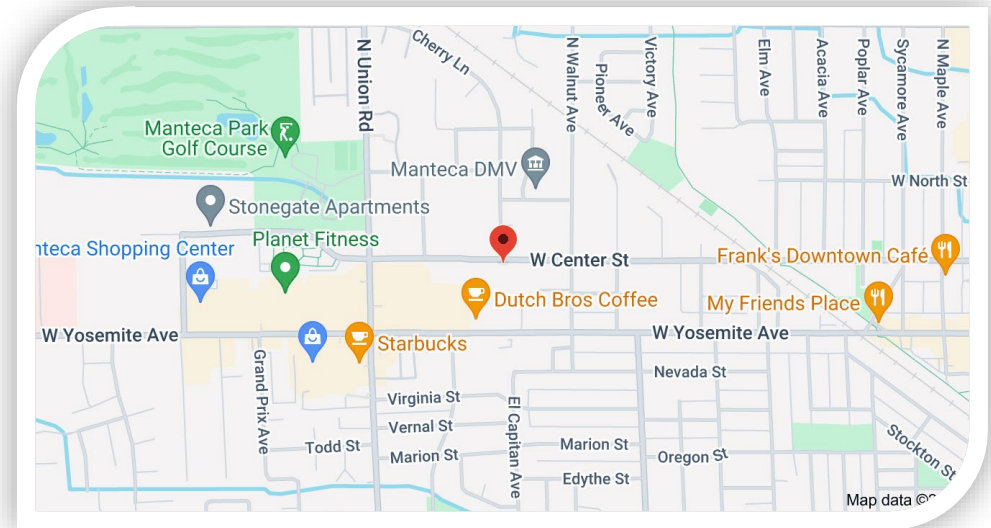 Cherry Ln
N Union Rd
N Walnut Ave
Pioneer Ave
Victory Ave
Elm Ave
Acacia Ave
Poplar Ave
Sycamore Ave
N Maple Ave
Manteca Park
Golf Course
Manteca DMV
W North St
Stonegate Apartments
nteca Shopping Center
Planet Fitness
W Center St
Frank's Downtown Café
Dutch Bros Coffee
My Friends Place
W Yosemite Ave
Starbucks
W Yosemite Ave
Grand Prix Ave
Nevada St
Virginia St
El Capitan Ave
Vernal St
Todd St
Marion St
Marion St
Oregon St
Stockton St
Edythe St
Map data ©